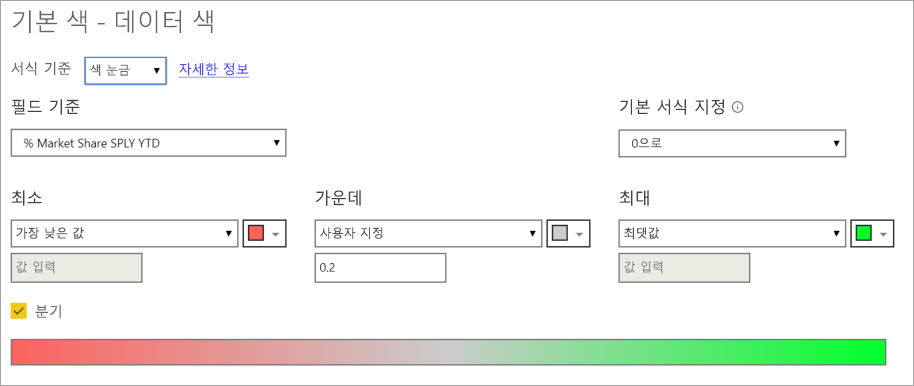 기본 색 - 데이터 색
서식 기준 색 눈금 자세한 정보
필드 기준 기본 서식 지정
% Market Share SPLY YTD 0으로
최소 가운데 최대
가장 낮은 값 사용자 지정 최댓값
값 입력 0.2 값 입력
분기